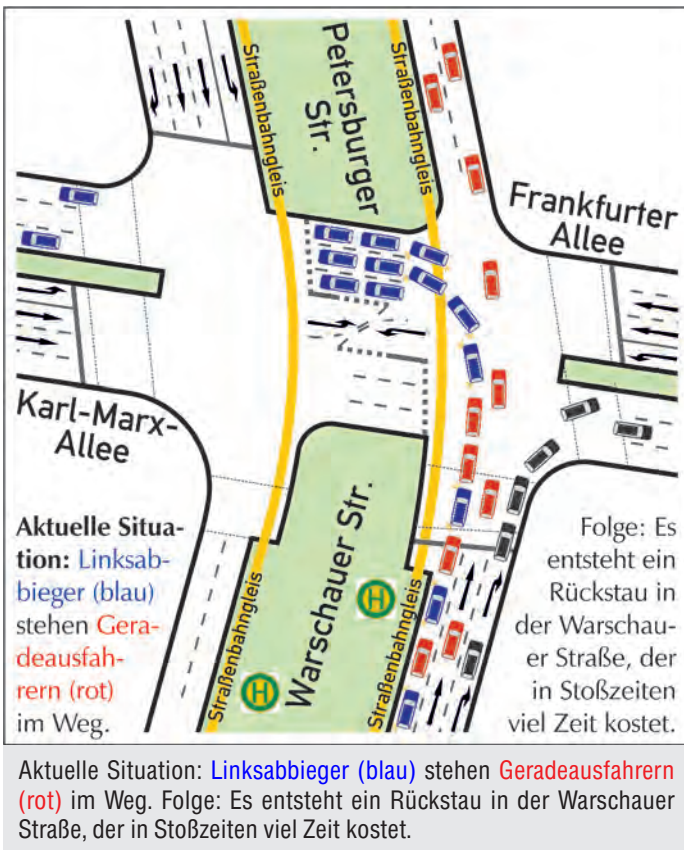 Petersburger
Str.
Straßenbahngleis
Straßenbahngleis
Frankfurter
Allee
Karl-Marx-
Allee
Warschauer Str.
Straßenbahngleis
Straßenbahngleis
H
H
Aktuelle Situa-
tion: Linksab-
bieger (blau)
stehen Gera-
deausfah-
rern (rot)
im Weg.
Folge: Es
entsteht ein
Rückstau in
der Warschau-
er Straße, der
in Stoßzeiten
viel Zeit kostet.
Aktuelle Situation: Linksabbieger (blau) stehen Geradeausfahrern
(rot) im Weg. Folge: Es entsteht ein Rückstau in der Warschauer
Straße, der in Stoßzeiten viel Zeit kostet.